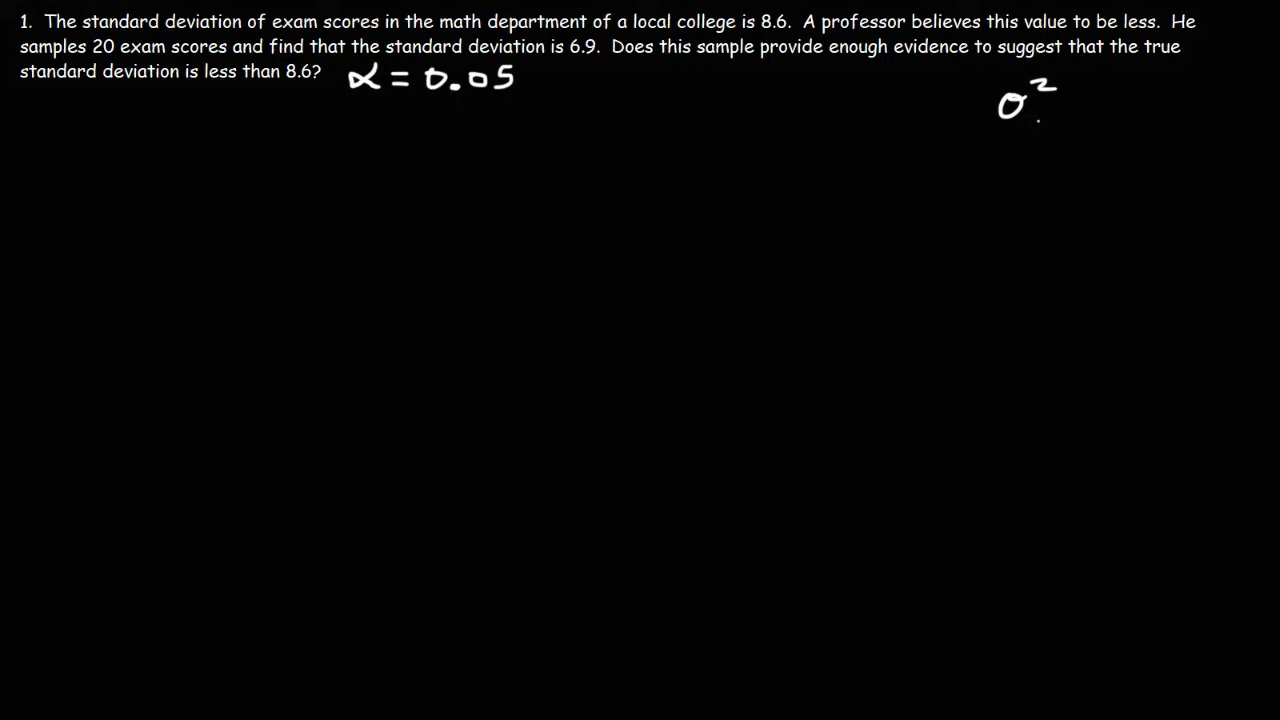 1. The standard deviation of exam scores in the math department of a local college is 8.6. A professor believes this value to be less. He
samples 20 exam scores and find that the standard deviation is 6.9. Does this sample provide enough evidence to suggest that the true
standard deviation is less than 8.6? α = 0.05
σ²